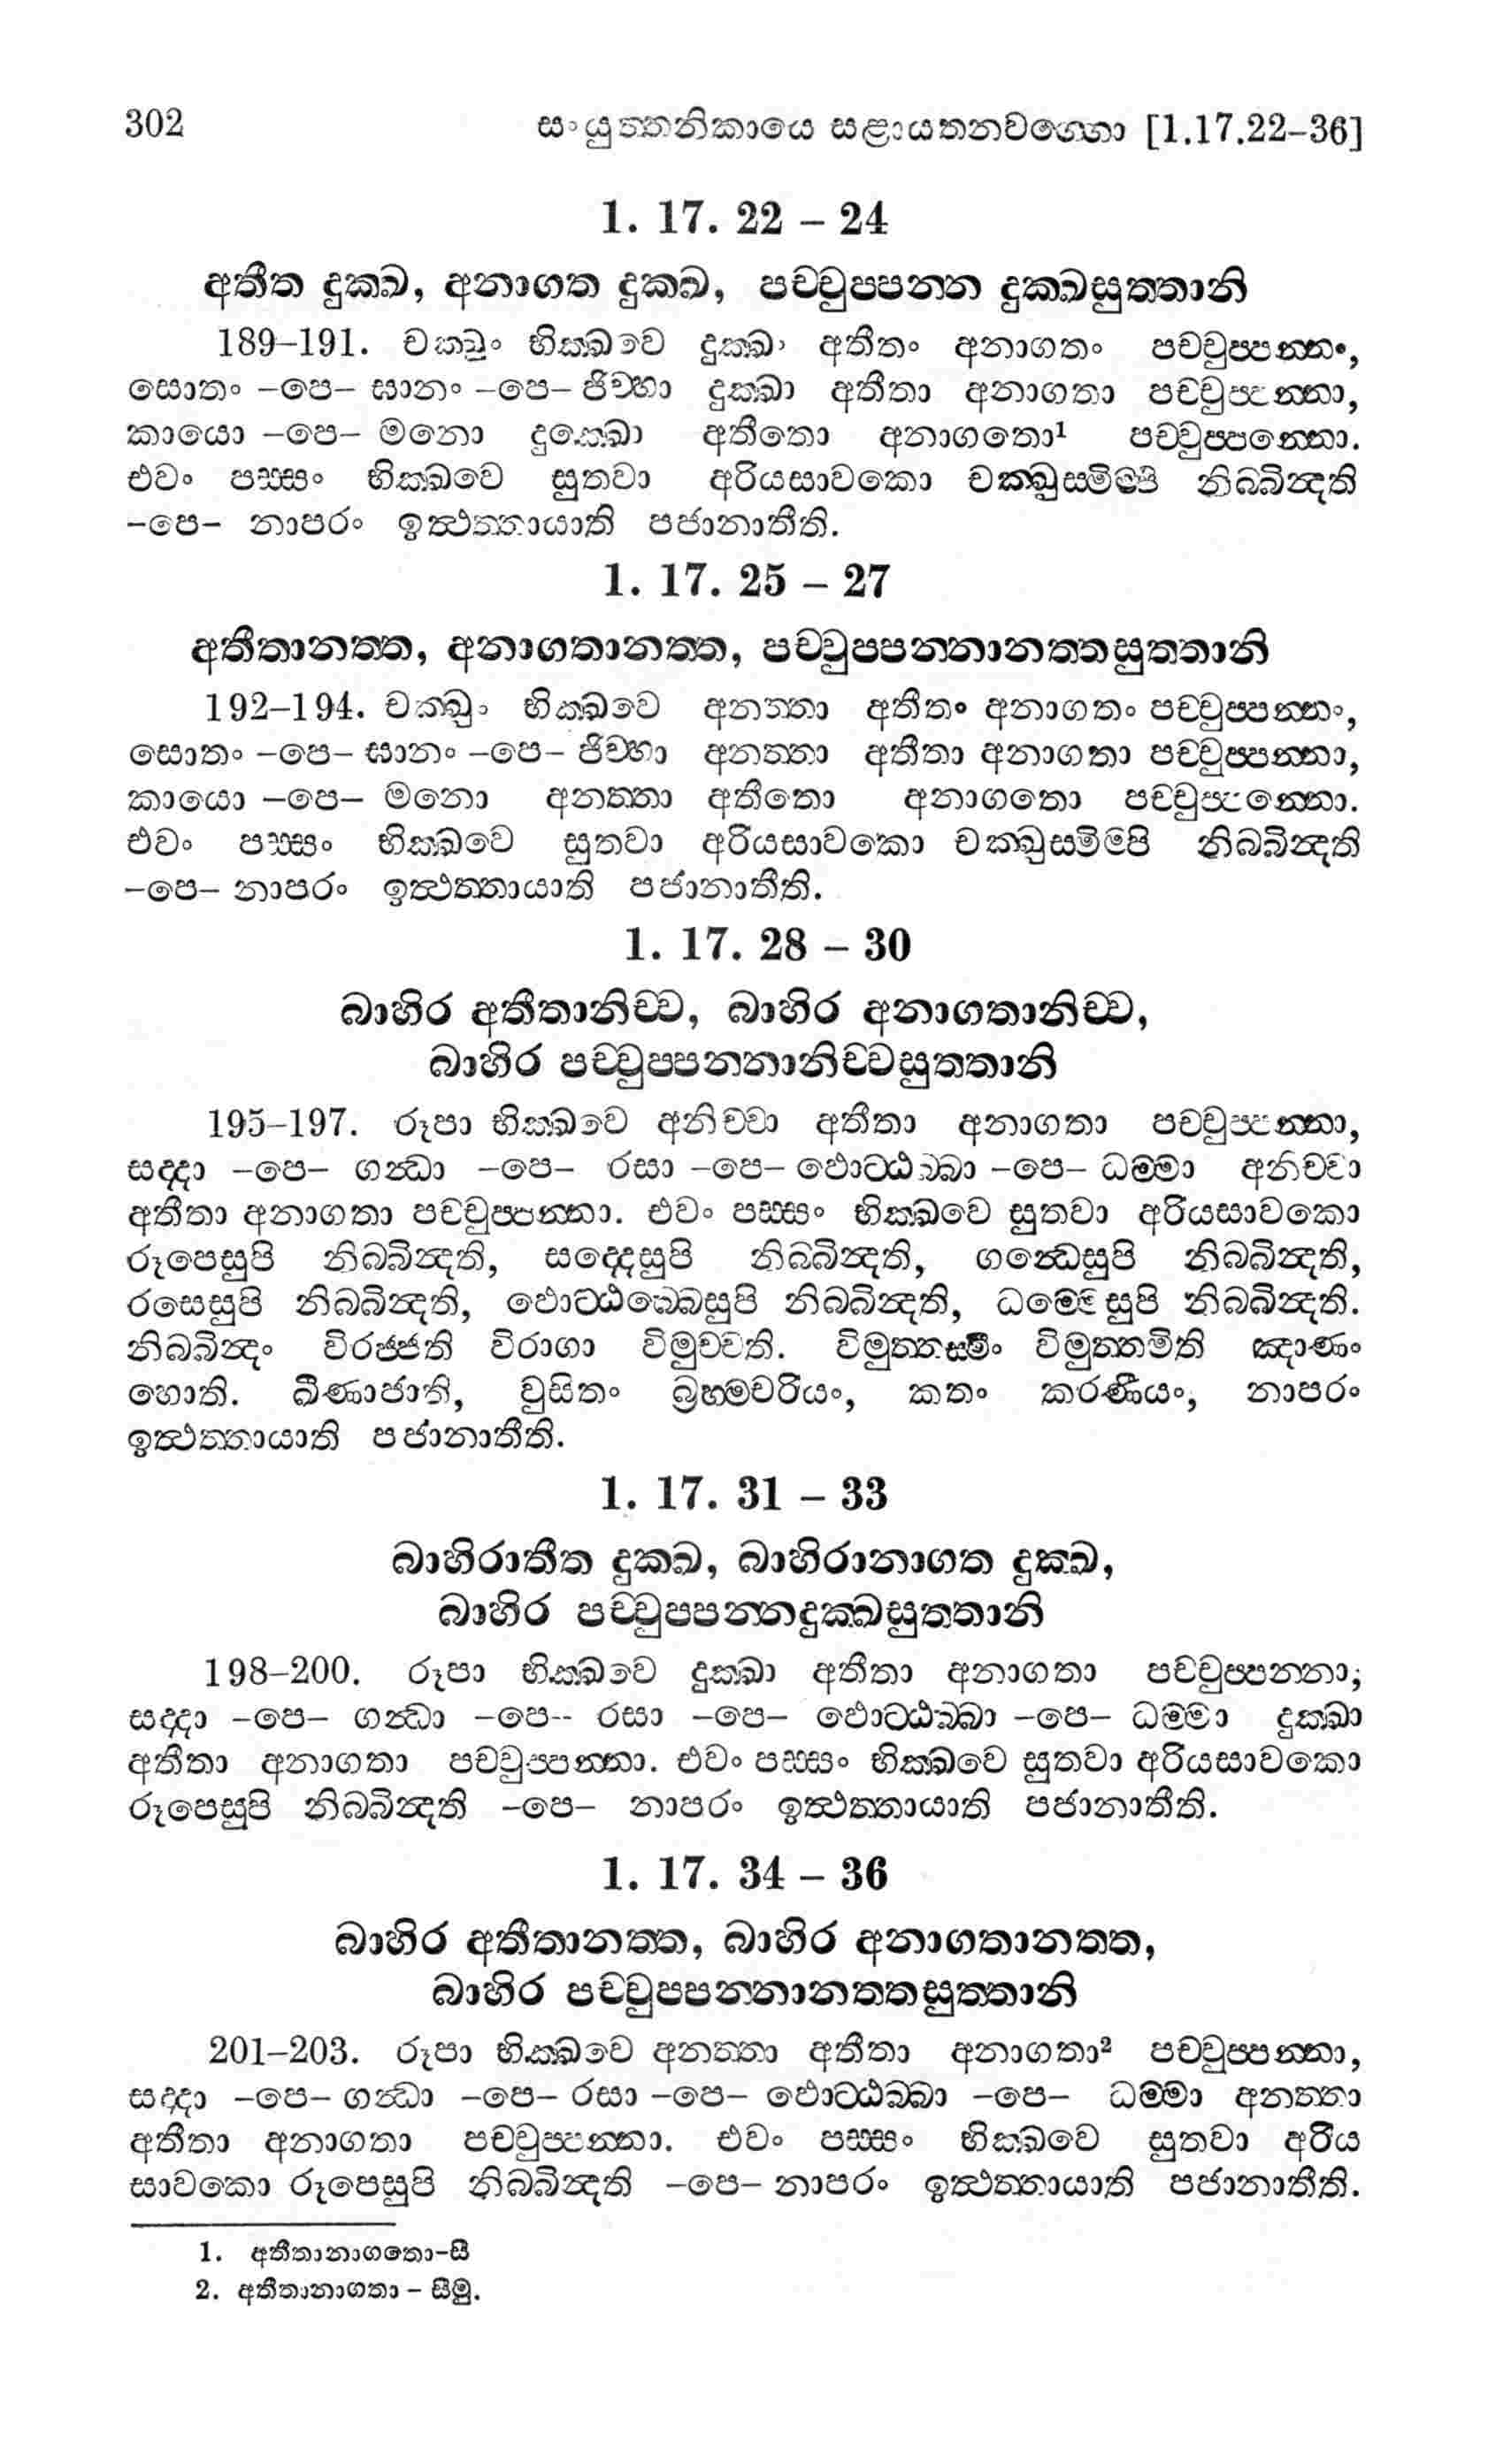 302 සංයුත්තනිකායෙ සළායතනවග්ගො [1.17.22–36]
1. 17. 22 – 24
අතීත දුක්ඛ, අනාගත දුක්ඛ, පච්චුප්පන්න දුක්ඛසුත්තානි
189–191. චක්ඛුං භික්ඛවෙ දුක්ඛං අතීතං අනාගතං පච්චුප්පන්නං,
සොතං –පෙ– ඝානං –පෙ– ජිව්හා දුක්ඛා අතීතා අනාගතා පච්චුප්පන්නා,
කායො –පෙ– මනො දුක්ඛො අතීතො අනාගතො¹ පච්චුප්පන්නො.
එවං පස්සං භික්ඛවෙ සුතවා අරියසාවකො චක්ඛුස්මිම්පි නිබ්බින්දති
–පෙ– නාපරං ඉත්ථත්තායාති පජානාතීති.
1. 17. 25 – 27
අතීතානත්ත, අනාගතානත්ත, පච්චුප්පන්නානත්තසුත්තානි
192–194. චක්ඛුං භික්ඛවෙ අනත්තා අතීතං අනාගතං පච්චුප්පන්නං,
සොතං –පෙ– ඝානං –පෙ– ජිව්හා අනත්තා අතීතා අනාගතා පච්චුප්පන්නා,
කායො –පෙ– මනො අනත්තා අතීතො අනාගතො පච්චුප්පන්නො.
එවං පස්සං භික්ඛවෙ සුතවා අරියසාවකො චක්ඛුස්මිම්පි නිබ්බින්දති
–පෙ– නාපරං ඉත්ථත්තායාති පජානාතීති.
1. 17. 28 – 30
බාහිර අතීතානිච්ච, බාහිර අනාගතානිච්ච,
බාහිර පච්චුප්පන්නානිච්චසුත්තානි
195–197. රූපා භික්ඛවෙ අනිච්චා අතීතා අනාගතා පච්චුප්පන්නා,
සද්දා –පෙ– ගන්ධා –පෙ– රසා –පෙ– ඵොට්ඨබ්බා –පෙ– ධම්මා අනිච්චා
අතීතා අනාගතා පච්චුප්පන්නා. එවං පස්සං භික්ඛවෙ සුතවා අරියසාවකො
රූපෙසුපි නිබ්බින්දති, සද්දෙසුපි නිබ්බින්දති, ගන්ධෙසුපි නිබ්බින්දති,
රසෙසුපි නිබ්බින්දති, ඵොට්ඨබ්බෙසුපි නිබ්බින්දති, ධම්මෙසුපි නිබ්බින්දති.
නිබ්බින්දං විරජ්ජති විරාගා විමුච්චති. විමුත්තස්මිං විමුත්තමිති ඤාණං
හොති. ඛීණාජාති, වුසිතං බ්‍රහ්මචරියං, කතං කරණීයං, නාපරං
ඉත්ථත්තායාති පජානාතීති.
1. 17. 31 – 33
බාහිරාතීත දුක්ඛ, බාහිරානාගත දුක්ඛ,
බාහිර පච්චුප්පන්නදුක්ඛසුත්තානි
198–200. රූපා භික්ඛවෙ දුක්ඛා අතීතා අනාගතා පච්චුප්පන්නා;
සද්දා –පෙ– ගන්ධා –පෙ-- රසා –පෙ– ඵොට්ඨබ්බා –පෙ– ධම්මා දුක්ඛා
අතීතා අනාගතා පච්චුප්පන්නා. එවං පස්සං භික්ඛවෙ සුතවා අරියසාවකො
රූපෙසුපි නිබ්බින්දති –පෙ– නාපරං ඉත්ථත්තායාති පජානාතීති.
1. 17. 34 – 36
බාහිර අතීතානත්ත, බාහිර අනාගතානත්ත,
බාහිර පච්චුප්පන්නානත්තසුත්තානි
201–203. රූපා භික්ඛවෙ අනත්තා අතීතා අනාගතා² පච්චුප්පන්නා,
සද්දා –පෙ– ගන්ධා –පෙ– රසා –පෙ– ඵොට්ඨබ්බා –පෙ– ධම්මා අනත්තා
අතීතා අනාගතා පච්චුප්පන්නා. එවං පස්සං භික්ඛවෙ සුතවා අරිය
සාවකො රූපෙසුපි නිබ්බින්දති –පෙ– නාපරං ඉත්ථත්තායාති පජානාතීති.
1. අතීතානාගතො-සී
2. අතීතානාගතා – සීමු.